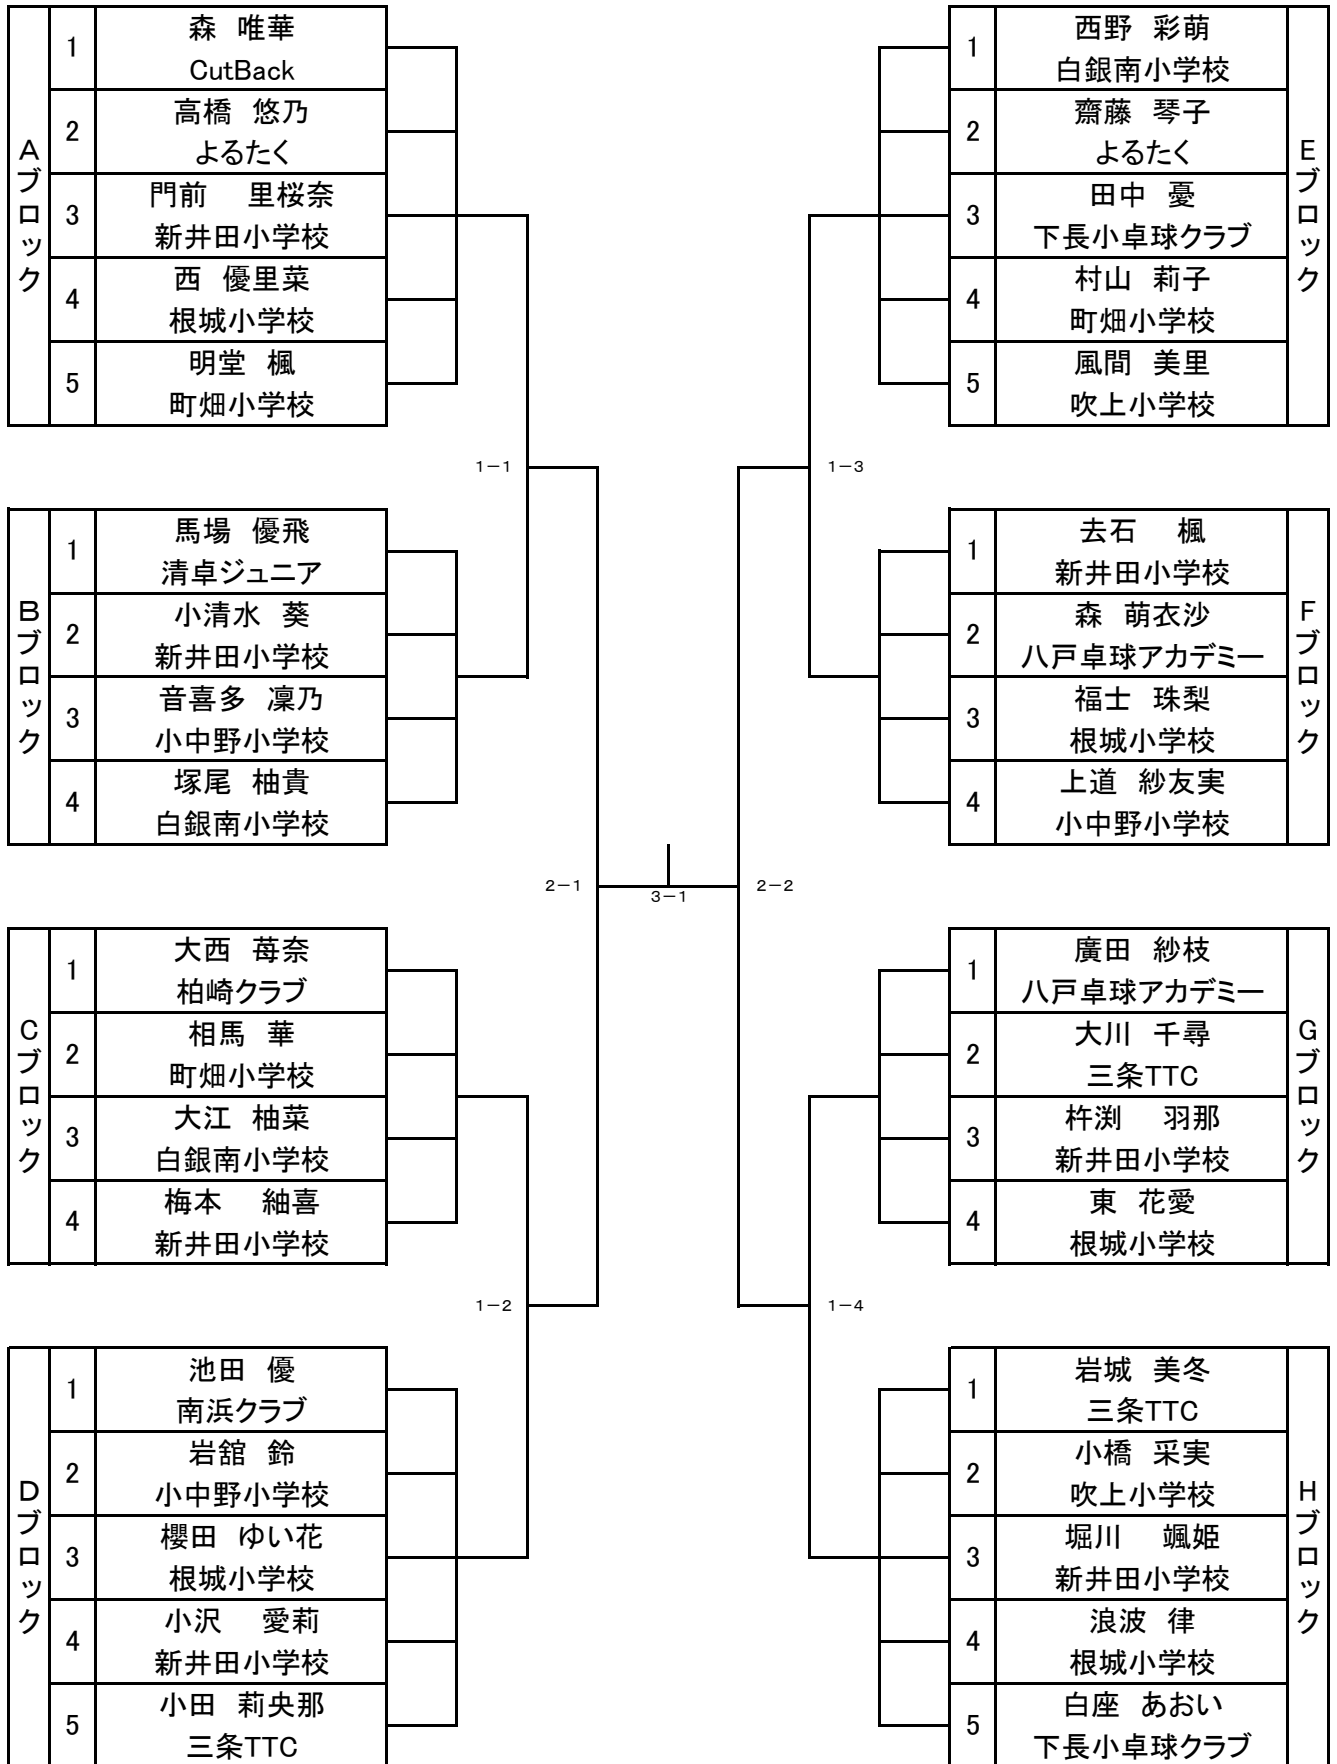 Aブロック
1
森 唯華
CutBack
2
高橋 悠乃
よるたく
3
門前 里桜奈
新井田小学校
4
西 優里菜
根城小学校
5
明堂 楓
町畑小学校
Bブロック
1
馬場 優飛
清卓ジュニア
2
小清水 葵
新井田小学校
3
音喜多 凜乃
小中野小学校
4
塚尾 柚貴
白銀南小学校
Cブロック
1
大西 苺奈
柏崎クラブ
2
相馬 華
町畑小学校
3
大江 柚菜
白銀南小学校
4
梅本 紬喜
新井田小学校
Dブロック
1
池田 優
南浜クラブ
2
岩舘 鈴
小中野小学校
3
櫻田 ゆい花
根城小学校
4
小沢 愛莉
新井田小学校
5
小田 莉央那
三条TTC
1-1
1-2
2-1
3-1
2-2
1-3
1-4
Eブロック
1
西野 彩萌
白銀南小学校
2
齋藤 琴子
よるたく
3
田中 憂
下長小卓球クラブ
4
村山 莉子
町畑小学校
5
風間 美里
吹上小学校
Fブロック
1
去石 楓
新井田小学校
2
森 萌衣沙
八戸卓球アカデミー
3
福士 珠梨
根城小学校
4
上道 紗友実
小中野小学校
Gブロック
1
廣田 紗枝
八戸卓球アカデミー
2
大川 千尋
三条TTC
3
杵渕 羽那
新井田小学校
4
東 花愛
根城小学校
Hブロック
1
岩城 美冬
三条TTC
2
小橋 采実
吹上小学校
3
堀川 颯姫
新井田小学校
4
浪波 律
根城小学校
5
白座 あおい
下長小卓球クラブ